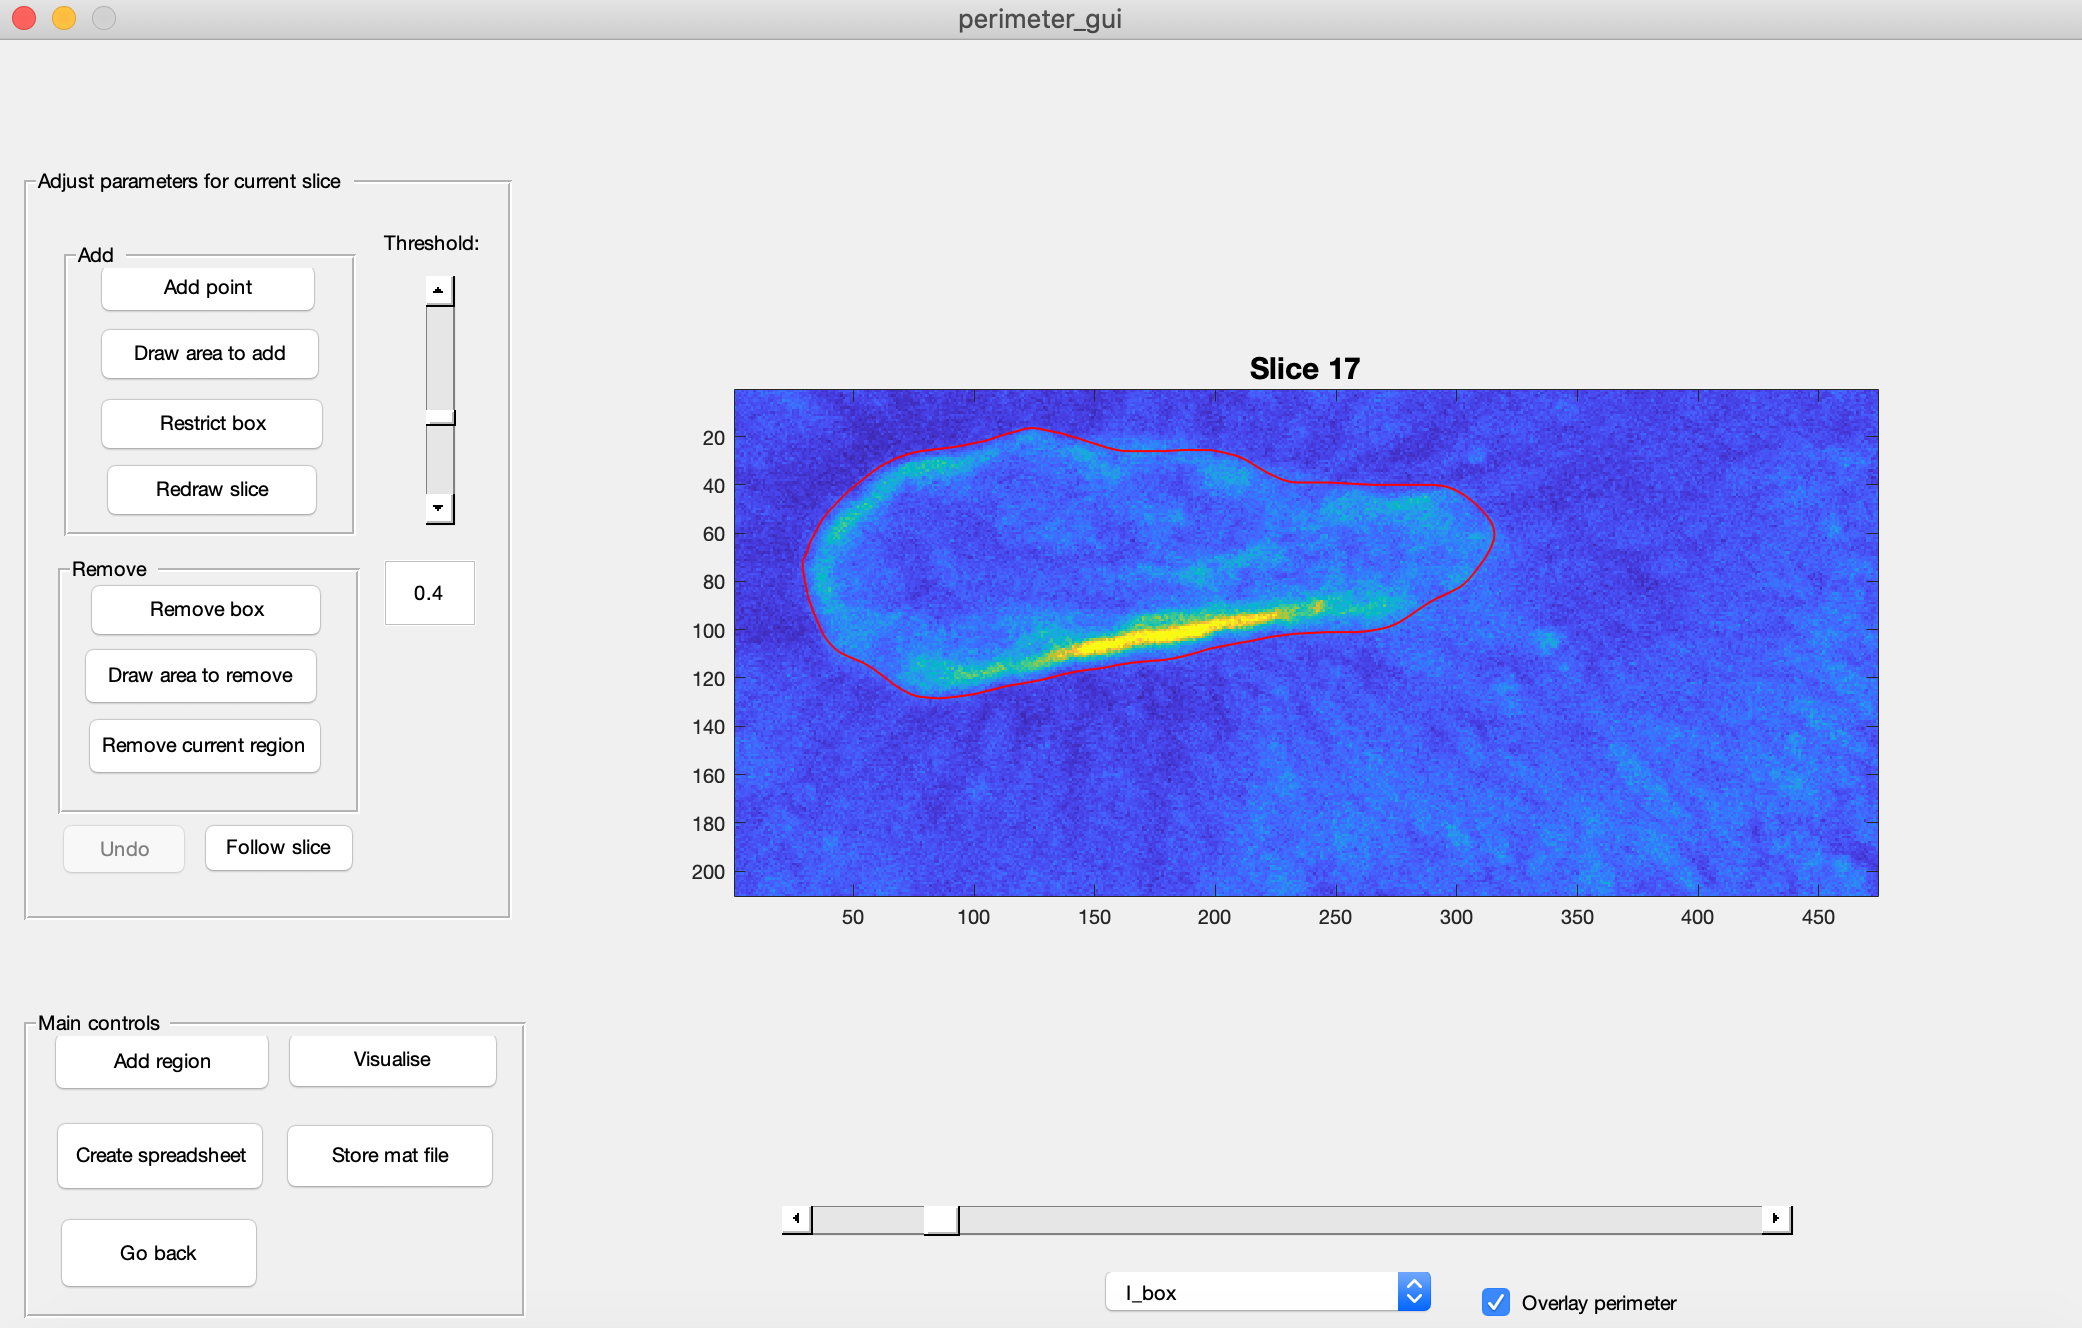 perimeter_gui
Adjust parameters for current slice
Threshold:
Add
Add point
Draw area to add
Restrict box
Redraw slice
Remove
Remove box
0.4
Draw area to remove
Remove current region
Undo
Follow slice
Slice 17
20
40
60
80
100
120
140
160
180
200
50 100 150 200 250 300 350 400 450
Main controls
Add region
Visualise
Create spreadsheet
Store mat file
Go back
I_box
Overlay perimeter